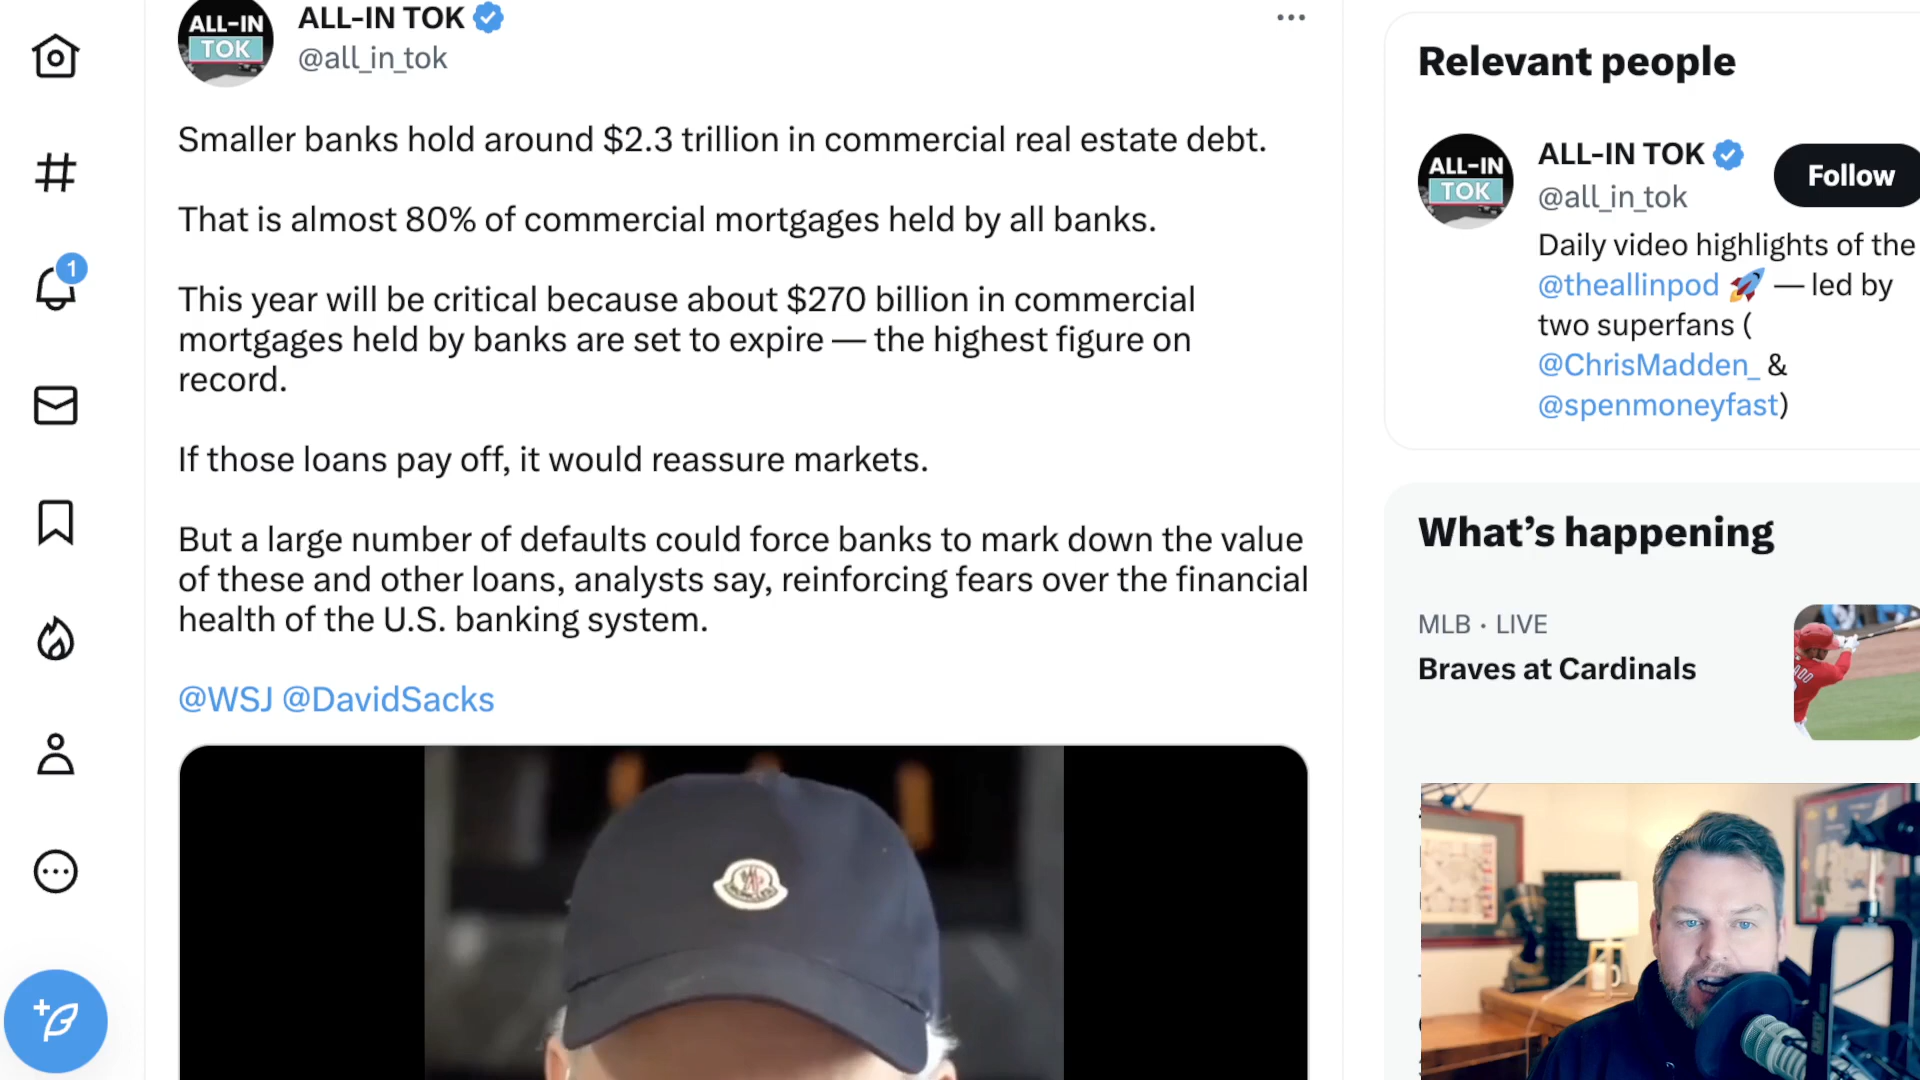 ALL-IN TOK
@all_in_tok
ALL-IN
TOK
Smaller banks hold around $2.3 trillion in commercial real estate debt.
That is almost 80% of commercial mortgages held by all banks.
This year will be critical because about $270 billion in commercial
mortgages held by banks are set to expire — the highest figure on
record.
If those loans pay off, it would reassure markets.
But a large number of defaults could force banks to mark down the value
of these and other loans, analysts say, reinforcing fears over the financial
health of the U.S. banking system.
@WSJ @DavidSacks
1
Relevant people
ALL-IN
TOK
ALL-IN TOK
@all_in_tok
Follow
Daily video highlights of the
@theallinpod 🚀 — led by
two superfans (
@ChrisMadden_ &
@spenmoneyfast)
What's happening
MLB · LIVE
Braves at Cardinals